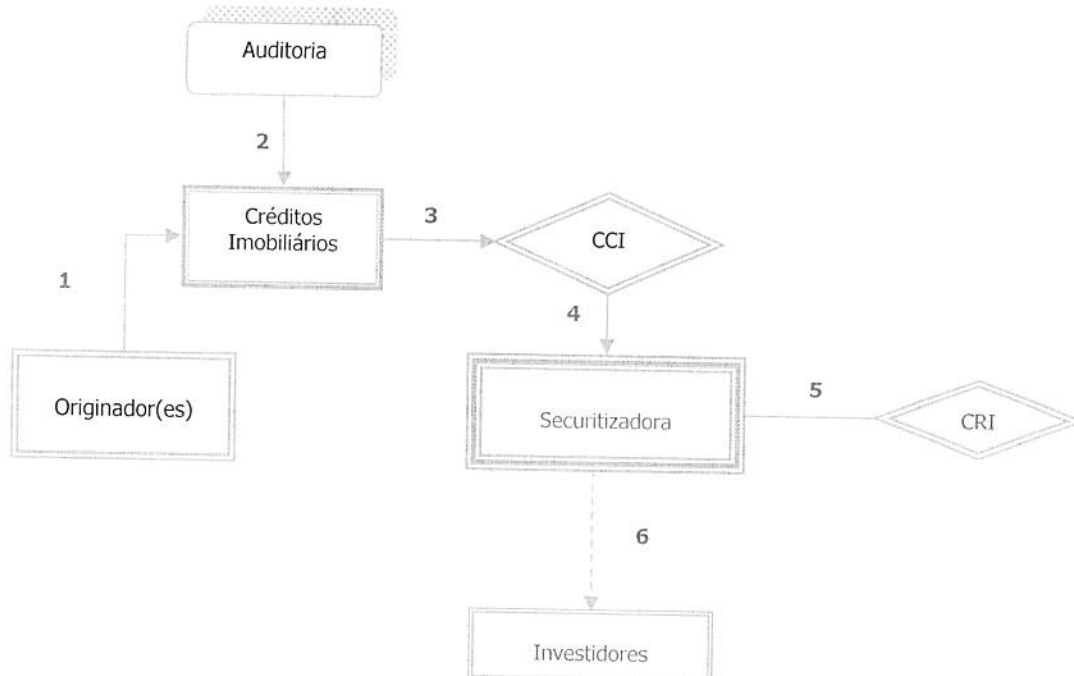 Auditoria
2
Créditos
Imobiliários
3
CCI
1
4
Originador(es)
Securitizadora
5
CRI
6
Investidores